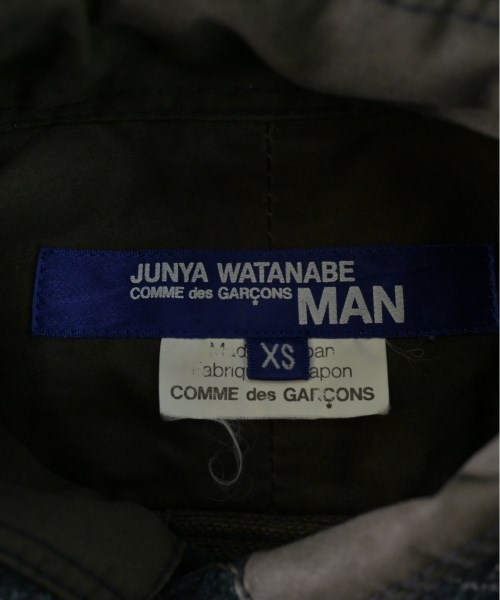 JUNYA WATANABE
COMME des GARÇONS MAN
XS
COMME des GARÇONS